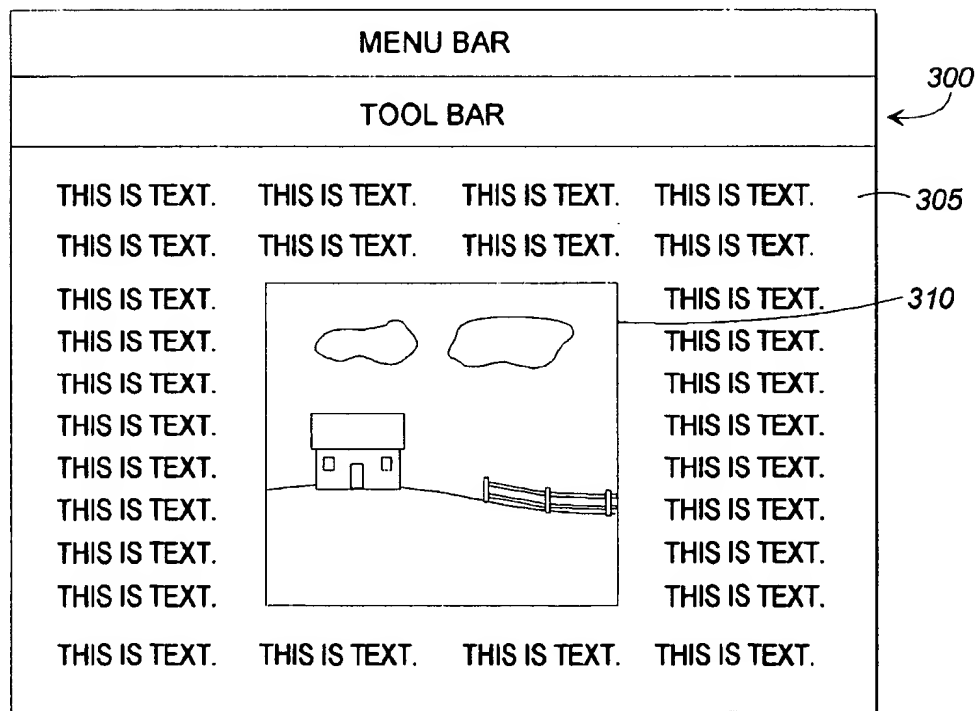 MENU BAR
300
TOOL BAR
THIS IS TEXT. THIS IS TEXT. THIS IS TEXT. THIS IS TEXT. 305
THIS IS TEXT. THIS IS TEXT. THIS IS TEXT. THIS IS TEXT.
THIS IS TEXT. THIS IS TEXT. 310
THIS IS TEXT. THIS IS TEXT.
THIS IS TEXT. THIS IS TEXT.
THIS IS TEXT. THIS IS TEXT.
THIS IS TEXT. THIS IS TEXT.
THIS IS TEXT. THIS IS TEXT.
THIS IS TEXT. THIS IS TEXT.
THIS IS TEXT. THIS IS TEXT.
THIS IS TEXT. THIS IS TEXT. THIS IS TEXT. THIS IS TEXT.